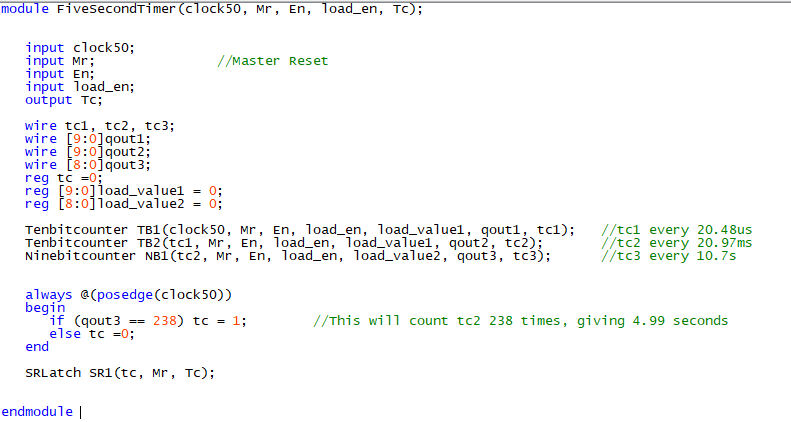 module FiveSecondTimer(clock50, Mr, En, load_en, Tc);
input clock50;
input Mr; //Master Reset
input En;
input load_en;
output Tc;
wire tc1, tc2, tc3;
wire [9:0]qout1;
wire [9:0]qout2;
wire [8:0]qout3;
reg tc =0;
reg [9:0]load_value1 = 0;
reg [8:0]load_value2 = 0;
Tenbitcounter TB1(clock50, Mr, En, load_en, load_value1, qout1, tc1); //tc1 every 20.48us
Tenbitcounter TB2(tc1, Mr, En, load_en, load_value1, qout2, tc2); //tc2 every 20.97ms
Ninebitcounter NB1(tc2, Mr, En, load_en, load_value2, qout3, tc3); //tc3 every 10.7s
always @(posedge(clock50))
begin
if (qout3 == 238) tc = 1; //This will count tc2 238 times, giving 4.99 seconds
else tc =0;
end
SRLatch SR1(tc, Mr, Tc);
endmodule